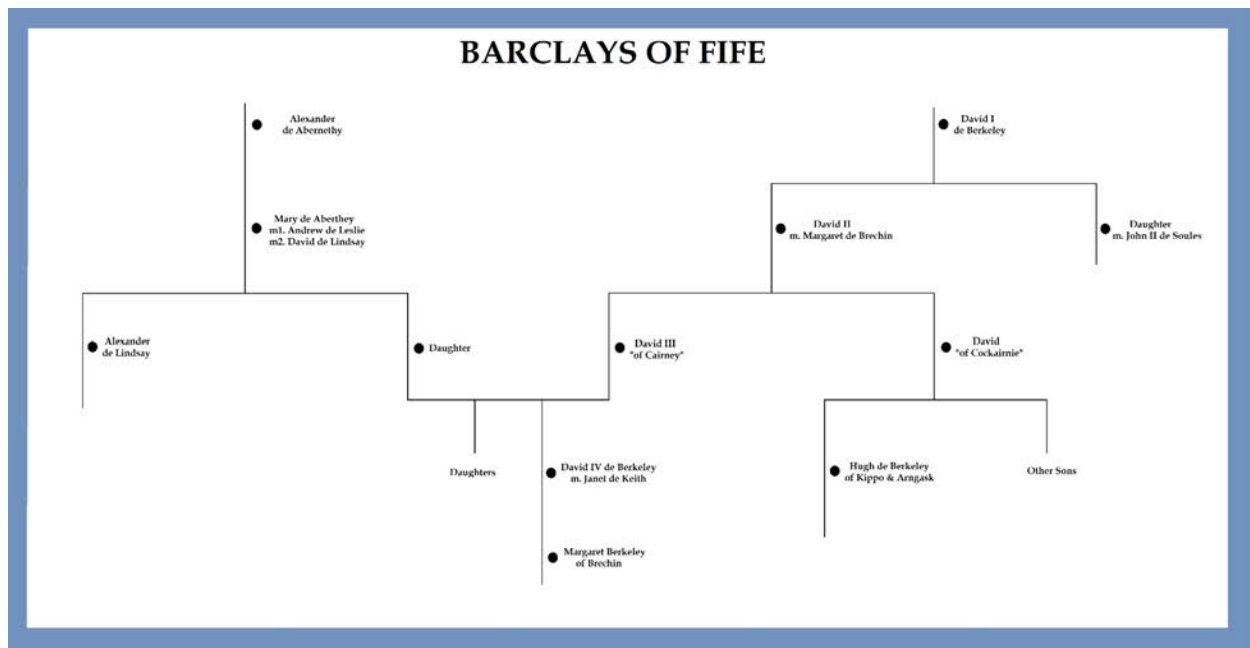 BARCLAYS OF FIFE
Alexander
de Abernethy
David I
de Berkeley
Mary de Aberthey
m1. Andrew de Leslie
m2. David de Lindsay
David II
m. Margaret de Brechin
Daughter
m. John II de Soules
Alexander
de Lindsay
Daughter
David III
"of Cairney"
David
"of Cockairnie"
Daughters
David IV de Berkeley
m. Janet de Keith
Hugh de Berkeley
of Kippo & Arngask
Other Sons
Margaret Berkeley
of Brechin